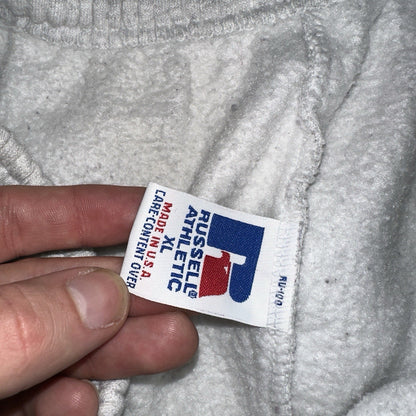 RUSSELL
ATHLETIC®
XL
MADE IN U.S.A.
CARE/CONTENT OVER